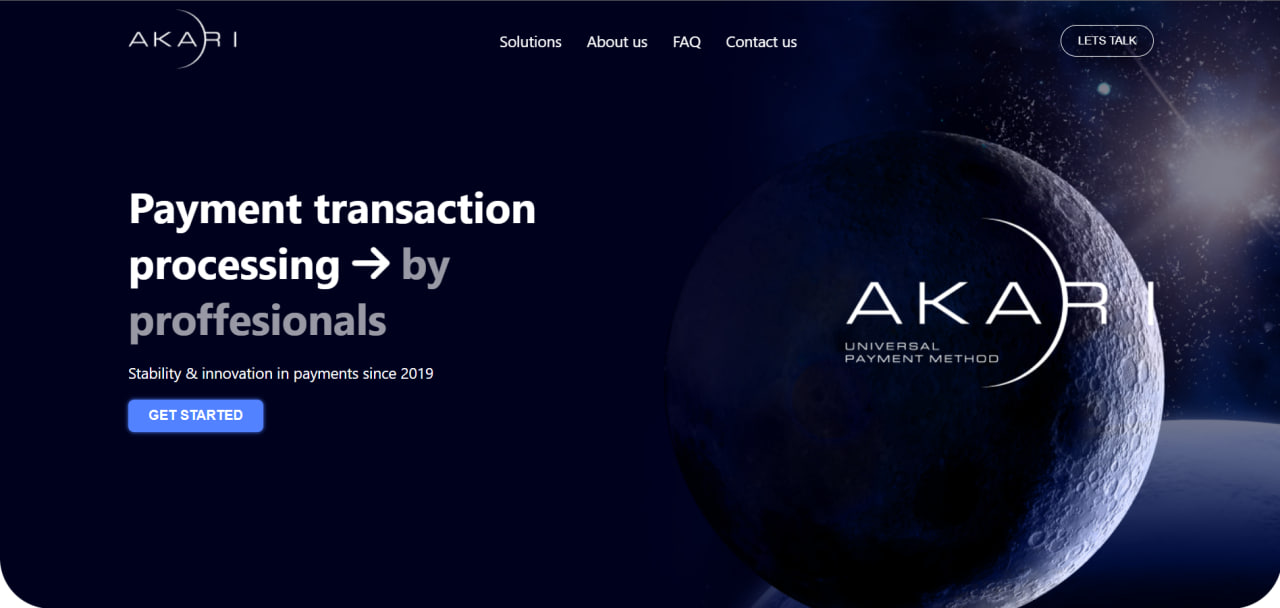 AKARI
Solutions
About us
FAQ
Contact us
LETS TALK
Payment transaction
processing → by
proffesionals
Stability & innovation in payments since 2019
GET STARTED
AKARI
UNIVERSAL
PAYMENT METHOD